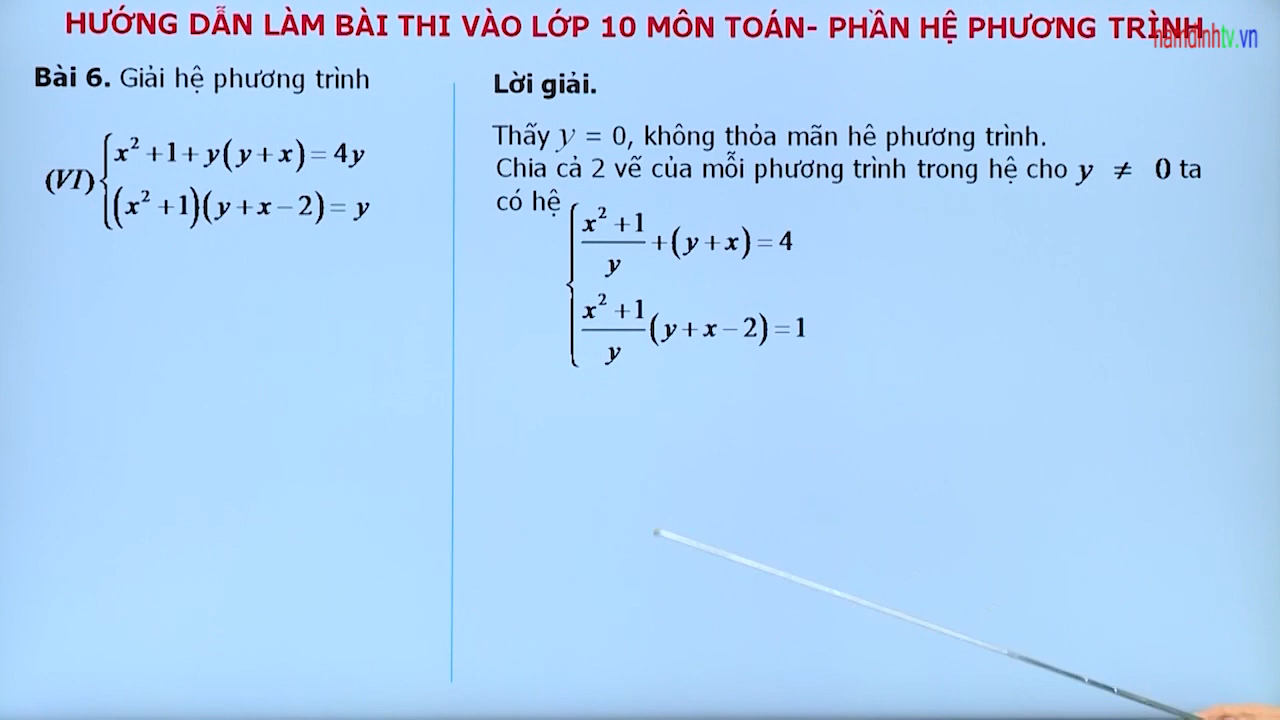 HƯỚNG DẪN LÀM BÀI THI VÀO LỚP 10 MÔN TOÁN- PHẦN HỆ PHƯƠNG TRÌNH
namdinhtv.vn
Bài 6. Giải hệ phương trình
(VI) { x² +1+ y(y+x) = 4y
(x² +1)(y+x−2) = y
Lời giải.
Thấy y = 0, không thỏa mãn hê phương trình.
Chia cả 2 vế của mỗi phương trình trong hệ cho y ≠ 0 ta
có hệ
{ (x² +1)/y + (y+x) = 4
(x² +1)/y (y+x−2) = 1